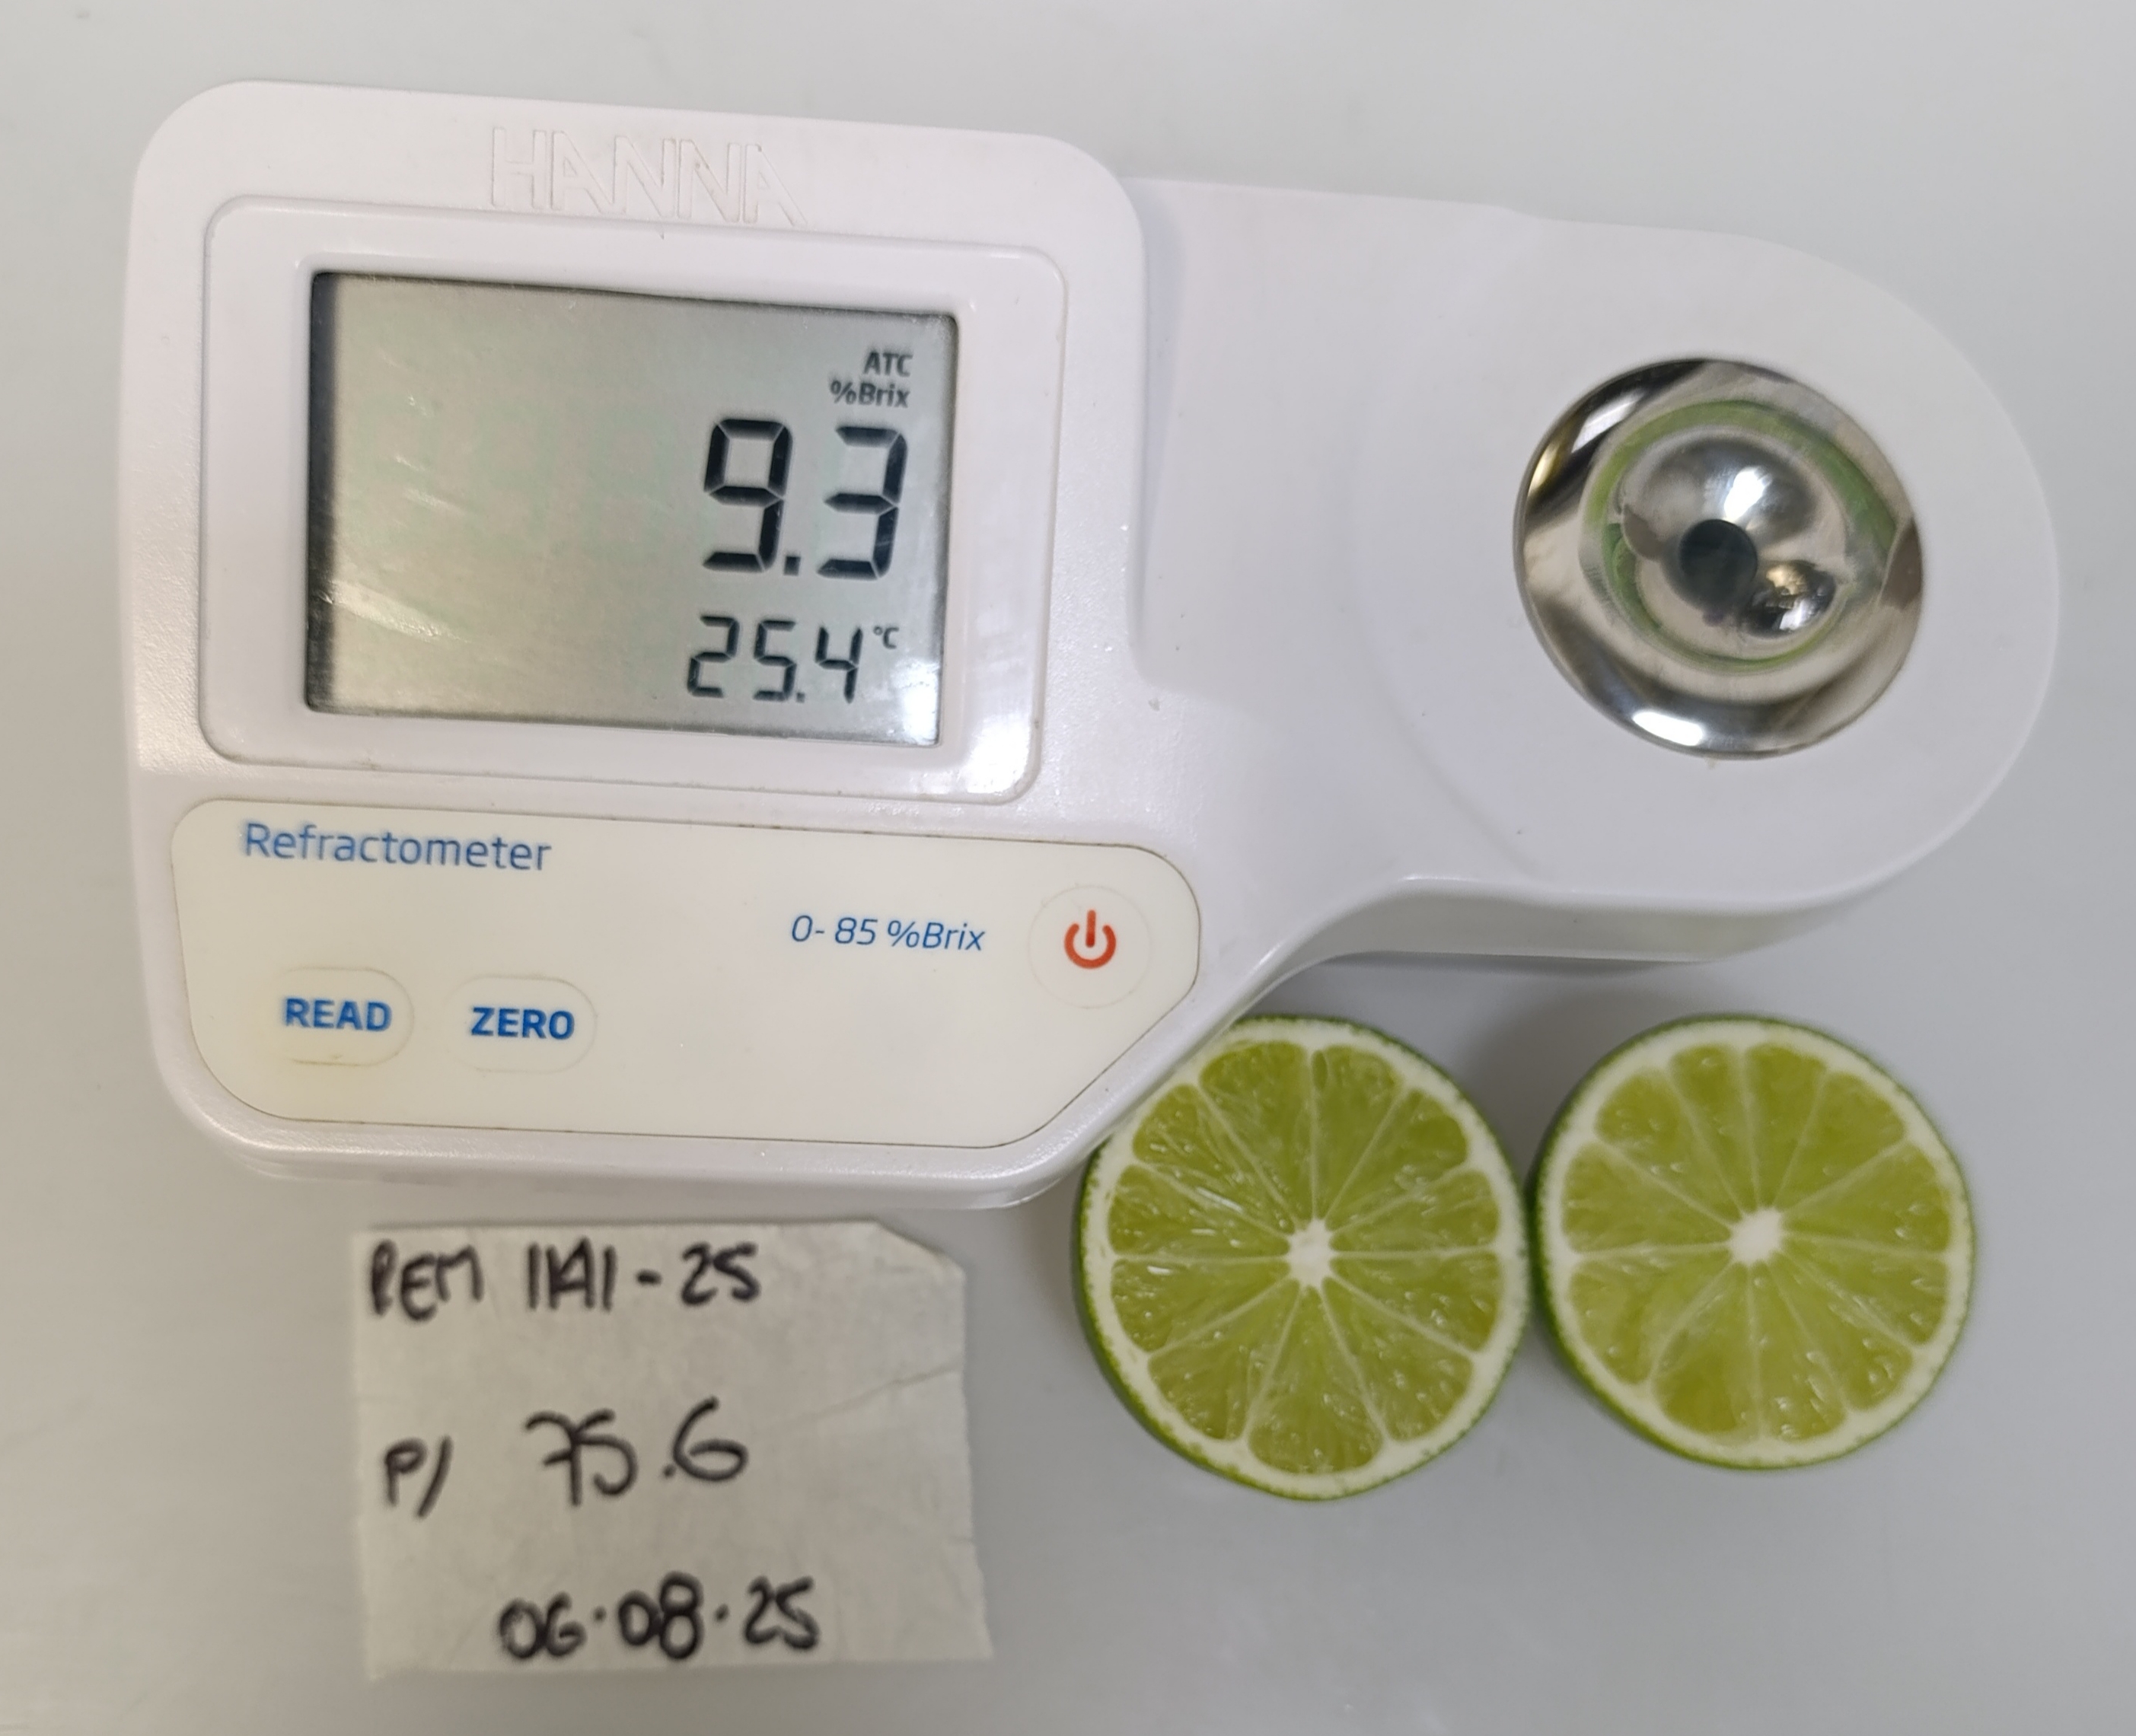 HANNA
ATC
%Brix
9.3
25.4 °C
Refractometer
0-85 %Brix
READ
ZERO
REM 1141-25
P/ 75.6
06.08.25